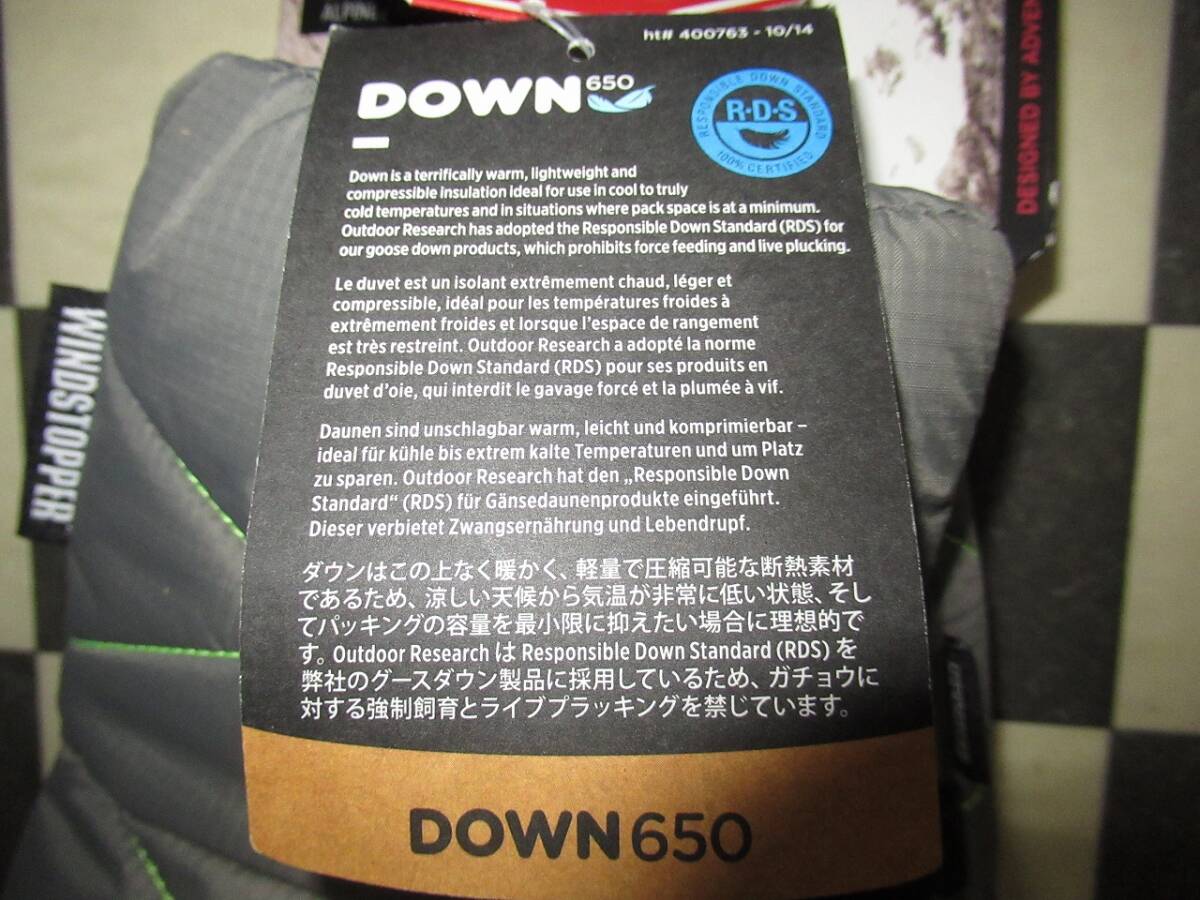 ALPINE
ht# 400763 - 10/14
DOWN650
RESPONSIBLE DOWN STANDARD
R·D·S
100% CERTIFIED
DESIGNED BY ADVEN
Down is a terrifically warm, lightweight and
compressible insulation ideal for use in cool to truly
cold temperatures and in situations where pack space is at a minimum.
Outdoor Research has adopted the Responsible Down Standard (RDS) for
our goose down products, which prohibits force feeding and live plucking.
Le duvet est un isolant extrêmement chaud, léger et
compressible, idéal pour les températures froides à
extrêmement froides et lorsque l'espace de rangement
est très restreint. Outdoor Research a adopté la norme
Responsible Down Standard (RDS) pour ses produits en
duvet d'oie, qui interdit le gavage forcé et la plumée à vif.
WINDSTOPPER
Daunen sind unschlagbar warm, leicht und komprimierbar –
ideal für kühle bis extrem kalte Temperaturen und um Platz
zu sparen. Outdoor Research hat den „Responsible Down
Standard“ (RDS) für Gänsedaunenprodukte eingeführt.
Dieser verbietet Zwangsernährung und Lebendrupf.
ダウンはこの上なく暖かく、軽量で圧縮可能な断熱素材
であるため、涼しい天候から気温が非常に低い状態、そし
てパッキングの容量を最小限に抑えたい場合に理想的で
す。Outdoor Research は Responsible Down Standard (RDS) を
弊社のグースダウン製品に採用しているため、ガチョウに
対する強制飼育とライブプラッキングを禁じています。
DOWN650